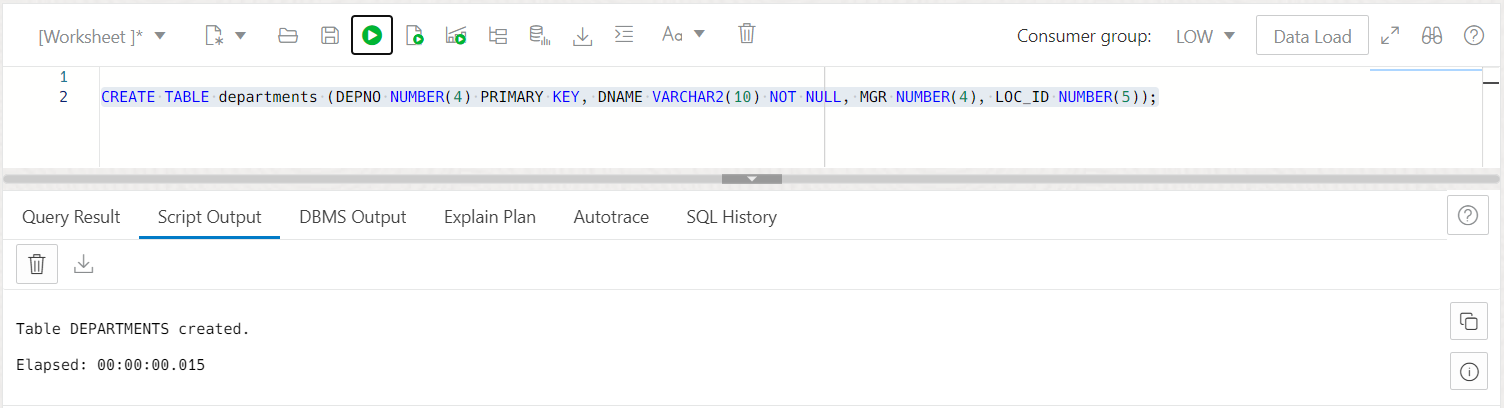 [Worksheet ]* Aa Consumer group: LOW Data Load
1
2 CREATE TABLE departments (DEPNO NUMBER(4) PRIMARY KEY, DNAME VARCHAR2(10) NOT NULL, MGR NUMBER(4), LOC_ID NUMBER(5));
Query Result Script Output DBMS Output Explain Plan Autotrace SQL History
Table DEPARTMENTS created.
Elapsed: 00:00:00.015